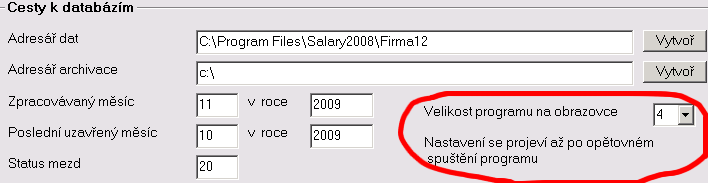 Cesty k databázím
Adresář dat C:\Program Files\Salary2008\Firma12 Vytvoř
Adresář archivace c:\ Vytvoř
Zpracovávaný měsíc 11 v roce 2009
Velikost programu na obrazovce 4
Poslední uzavřený měsíc 10 v roce 2009
Nastavení se projeví až po opětovném
spuštění programu
Status mezd 20